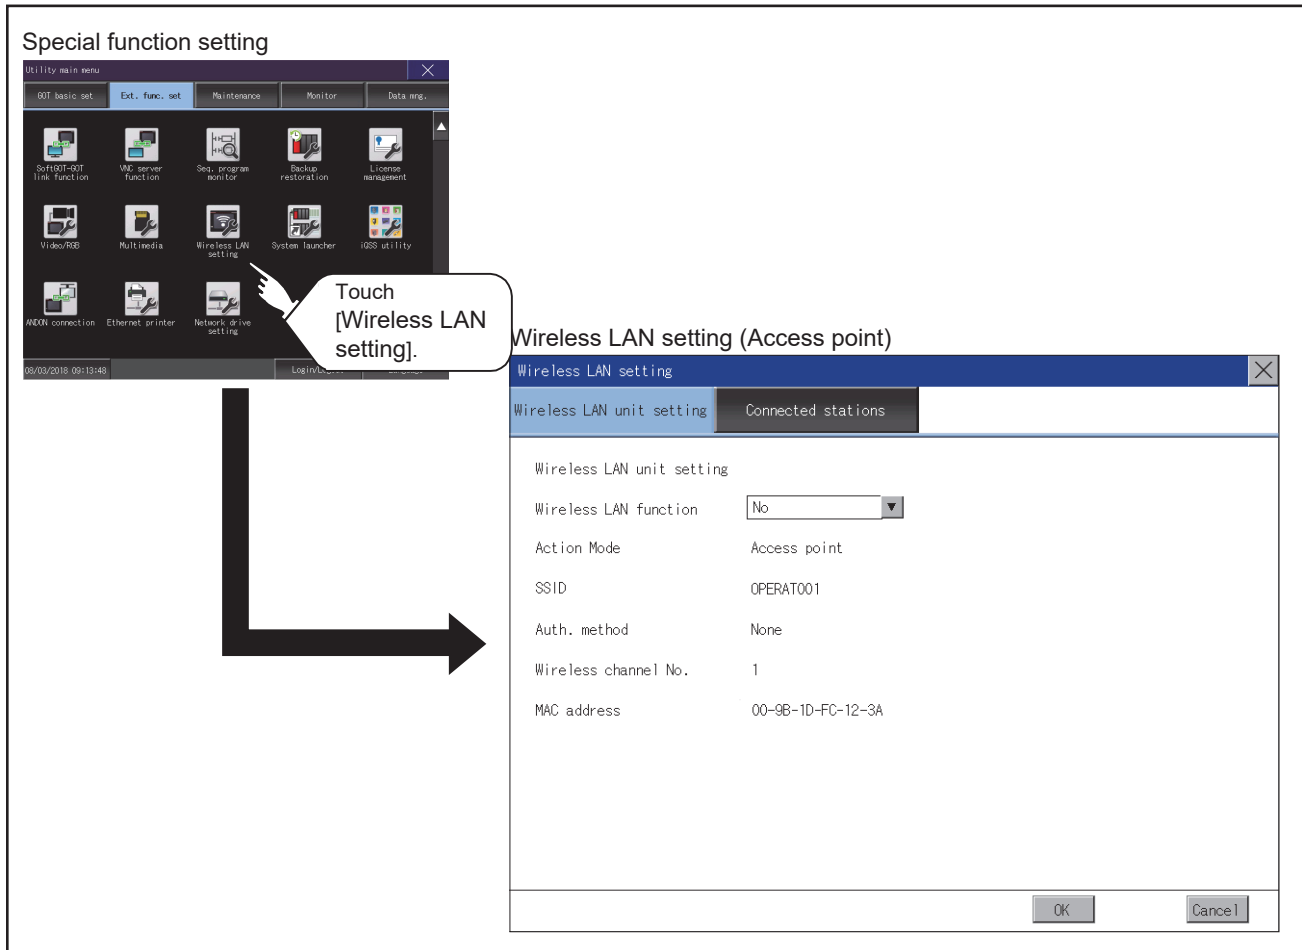 Special function setting
Utility main menu
GOT basic set
Ext. func. set
Maintenance
Monitor
Data mng.
SoftGOT-GOT
link function
VNC server
function
Seq. program
monitor
Backup
restoration
License
management
Video/RGB
Multimedia
Wireless LAN
setting
System launcher
iQSS utility
ANDON connection
Ethernet printer
Network drive
setting
Touch
[Wireless LAN
setting].
08/03/2018 09:13:48
Wireless LAN setting (Access point)
Wireless LAN setting
Wireless LAN unit setting
Connected stations
Wireless LAN unit setting
Wireless LAN function
No
Action Mode
Access point
SSID
OPERAT001
Auth. method
None
Wireless channel No.
1
MAC address
00-9B-1D-FC-12-3A
OK
Cancel